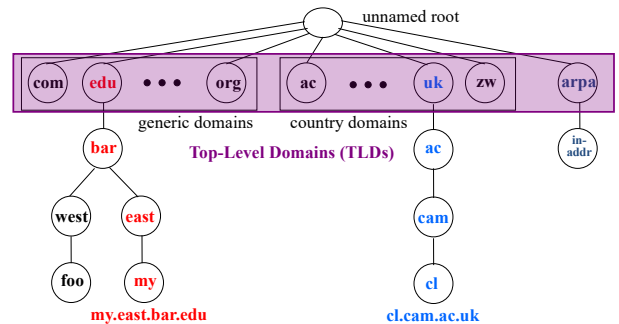 unnamed root
com edu ••• org ac ••• uk zw arpa
generic domains country domains
bar Top-Level Domains (TLDs) ac in-
addr
west east cam
foo my cl
my.east.bar.edu cl.cam.ac.uk